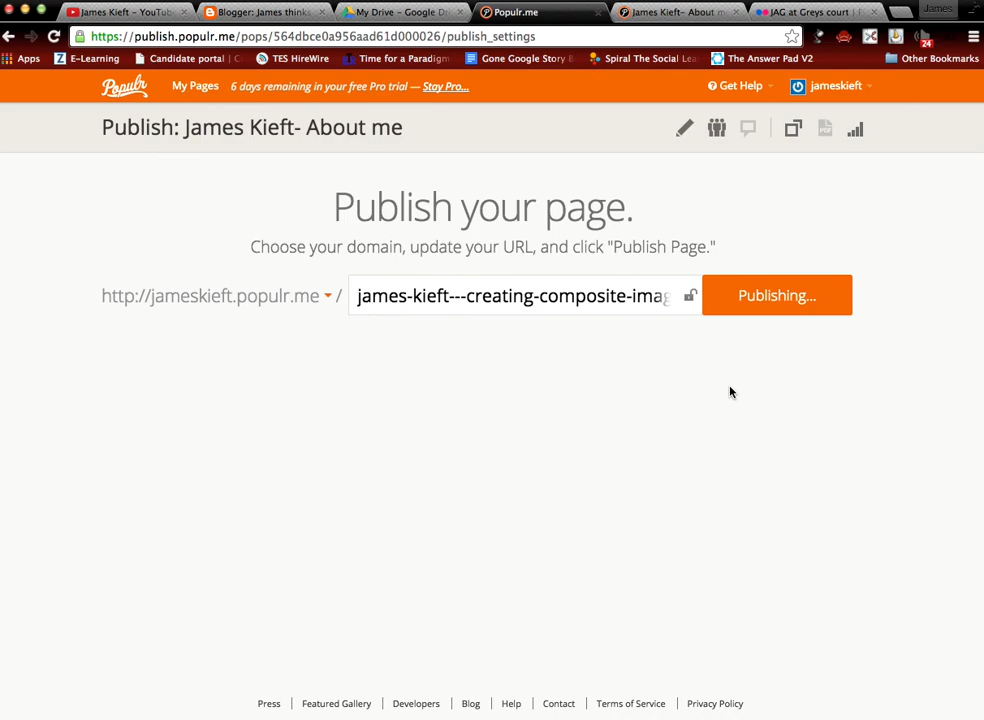 James Kieft – YouTub
Blogger: James thinks
My Drive – Google Dr
Populr.me
James Kieft- About m
JAG at Greys court | F
James
https://publish.populr.me/pops/564dbce0a956aad61d000026/publish_settings
24
Apps
E-Learning
Candidate portal | C
TES HireWire
Time for a Paradigm
Gone Google Story B
Spiral The Social Lea
The Answer Pad V2
Other Bookmarks
Populr
My Pages
6 days remaining in your free Pro trial — Stay Pro...
Get Help
jameskieft
Publish: James Kieft- About me
Publish your page.
Choose your domain, update your URL, and click "Publish Page."
http://jameskieft.populr.me /
james-kieft---creating-composite-imag
Publishing...
Press
Featured Gallery
Developers
Blog
Help
Contact
Terms of Service
Privacy Policy